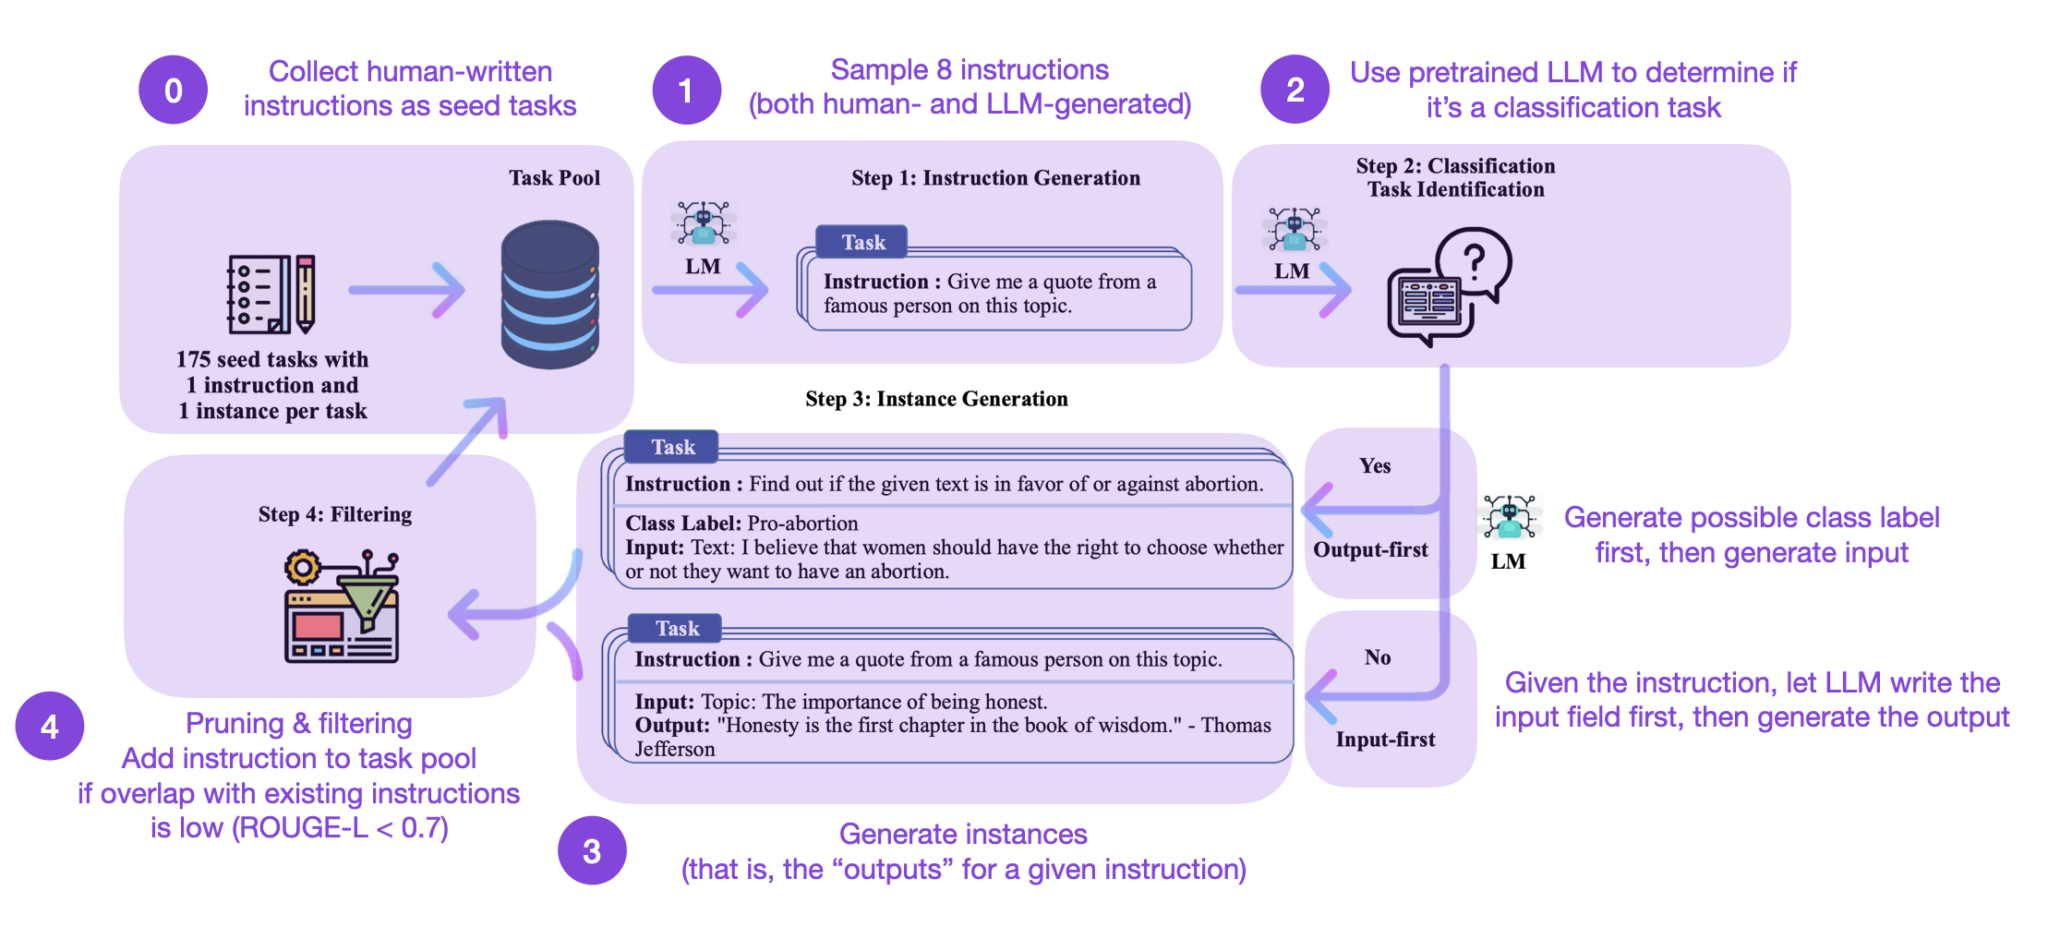 0
Collect human-written
instructions as seed tasks
1
Sample 8 instructions
(both human- and LLM-generated)
2
Use pretrained LLM to determine if
it's a classification task
Task Pool
175 seed tasks with
1 instruction and
1 instance per task
LM
Step 1: Instruction Generation
Task
Instruction : Give me a quote from a
famous person on this topic.
LM
Step 2: Classification
Task Identification
?
Step 3: Instance Generation
Task
Instruction : Find out if the given text is in favor of or against abortion.
Class Label: Pro-abortion
Input: Text: I believe that women should have the right to choose whether
or not they want to have an abortion.
Yes
Output-first
LM
Generate possible class label
first, then generate input
Task
Instruction : Give me a quote from a famous person on this topic.
Input: Topic: The importance of being honest.
Output: "Honesty is the first chapter in the book of wisdom." - Thomas
Jefferson
No
Input-first
Given the instruction, let LLM write the
input field first, then generate the output
Step 4: Filtering
4
Pruning & filtering
Add instruction to task pool
if overlap with existing instructions
is low (ROUGE-L < 0.7)
3
Generate instances
(that is, the “outputs” for a given instruction)